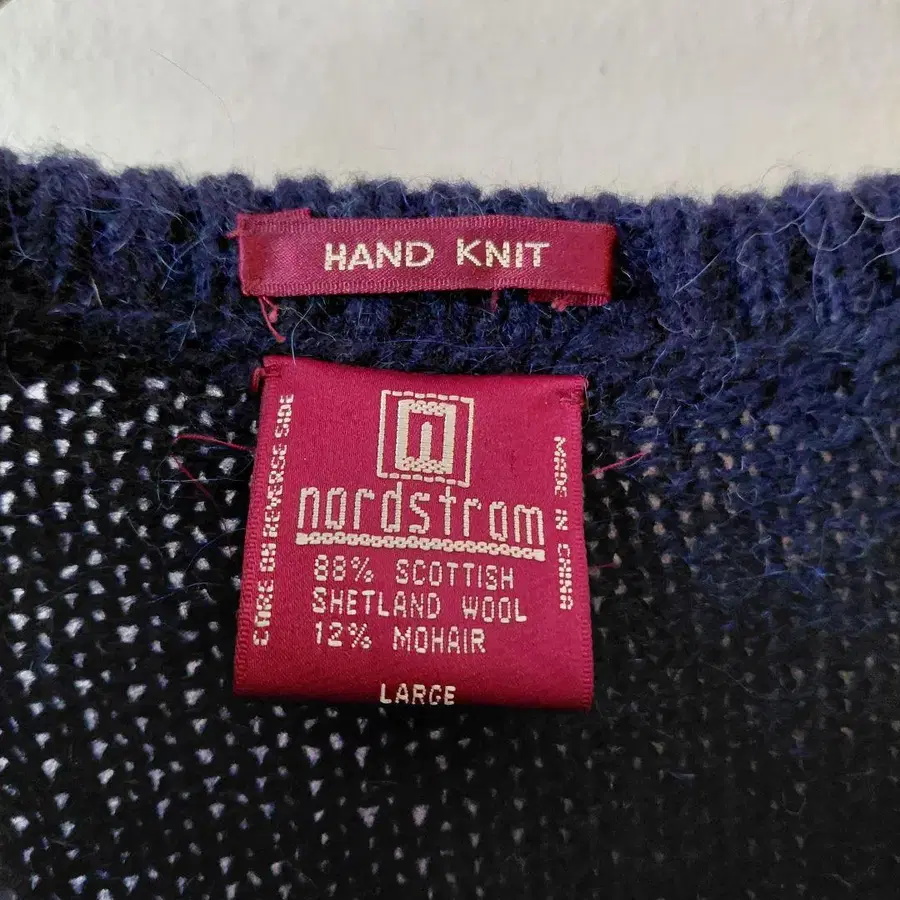 HAND KNIT
nordstrom
88% SCOTTISH
SHETLAND WOOL
12% MOHAIR
LARGE
CARE ON REVERSE SIDE
MADE IN CHINA